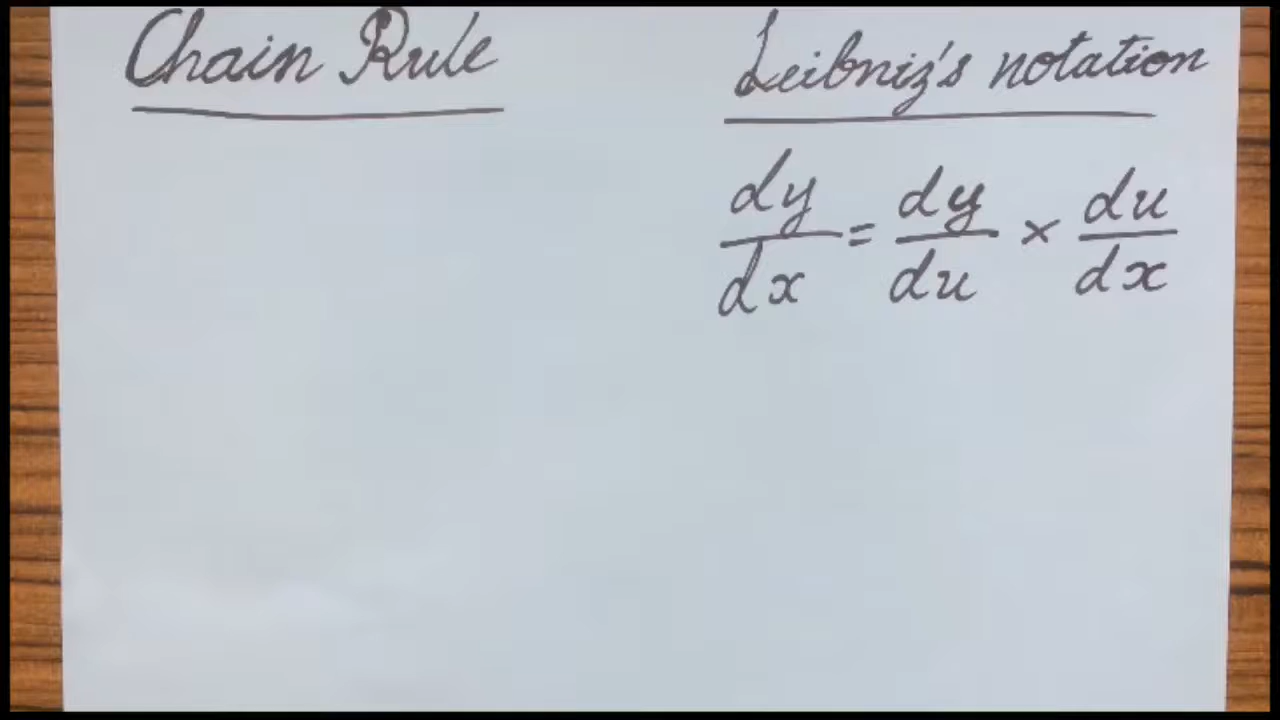 Chain Rule
Leibniz's notation
dy/dx = dy/du × du/dx